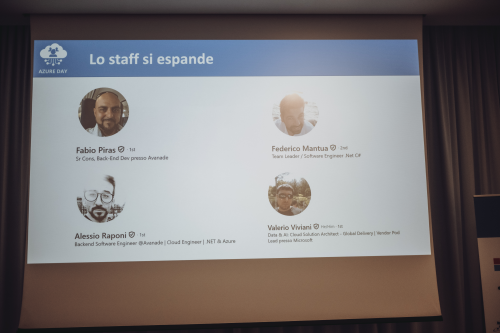 AZURE DAY
Lo staff si espande
Fabio Piras · 1st
Sr Cons, Back-End Dev presso Avanade
Federico Mantua · 2nd
Team Leader / Software Engineer .Net C#
Alessio Raponi · 1st
Backend Software Engineer @Avanade | Cloud Engineer | .NET & Azure
Valerio Viviani · 1st
Data & AI Cloud Solution Architect - Global Delivery | Vendor Pod
Lead presso Microsoft